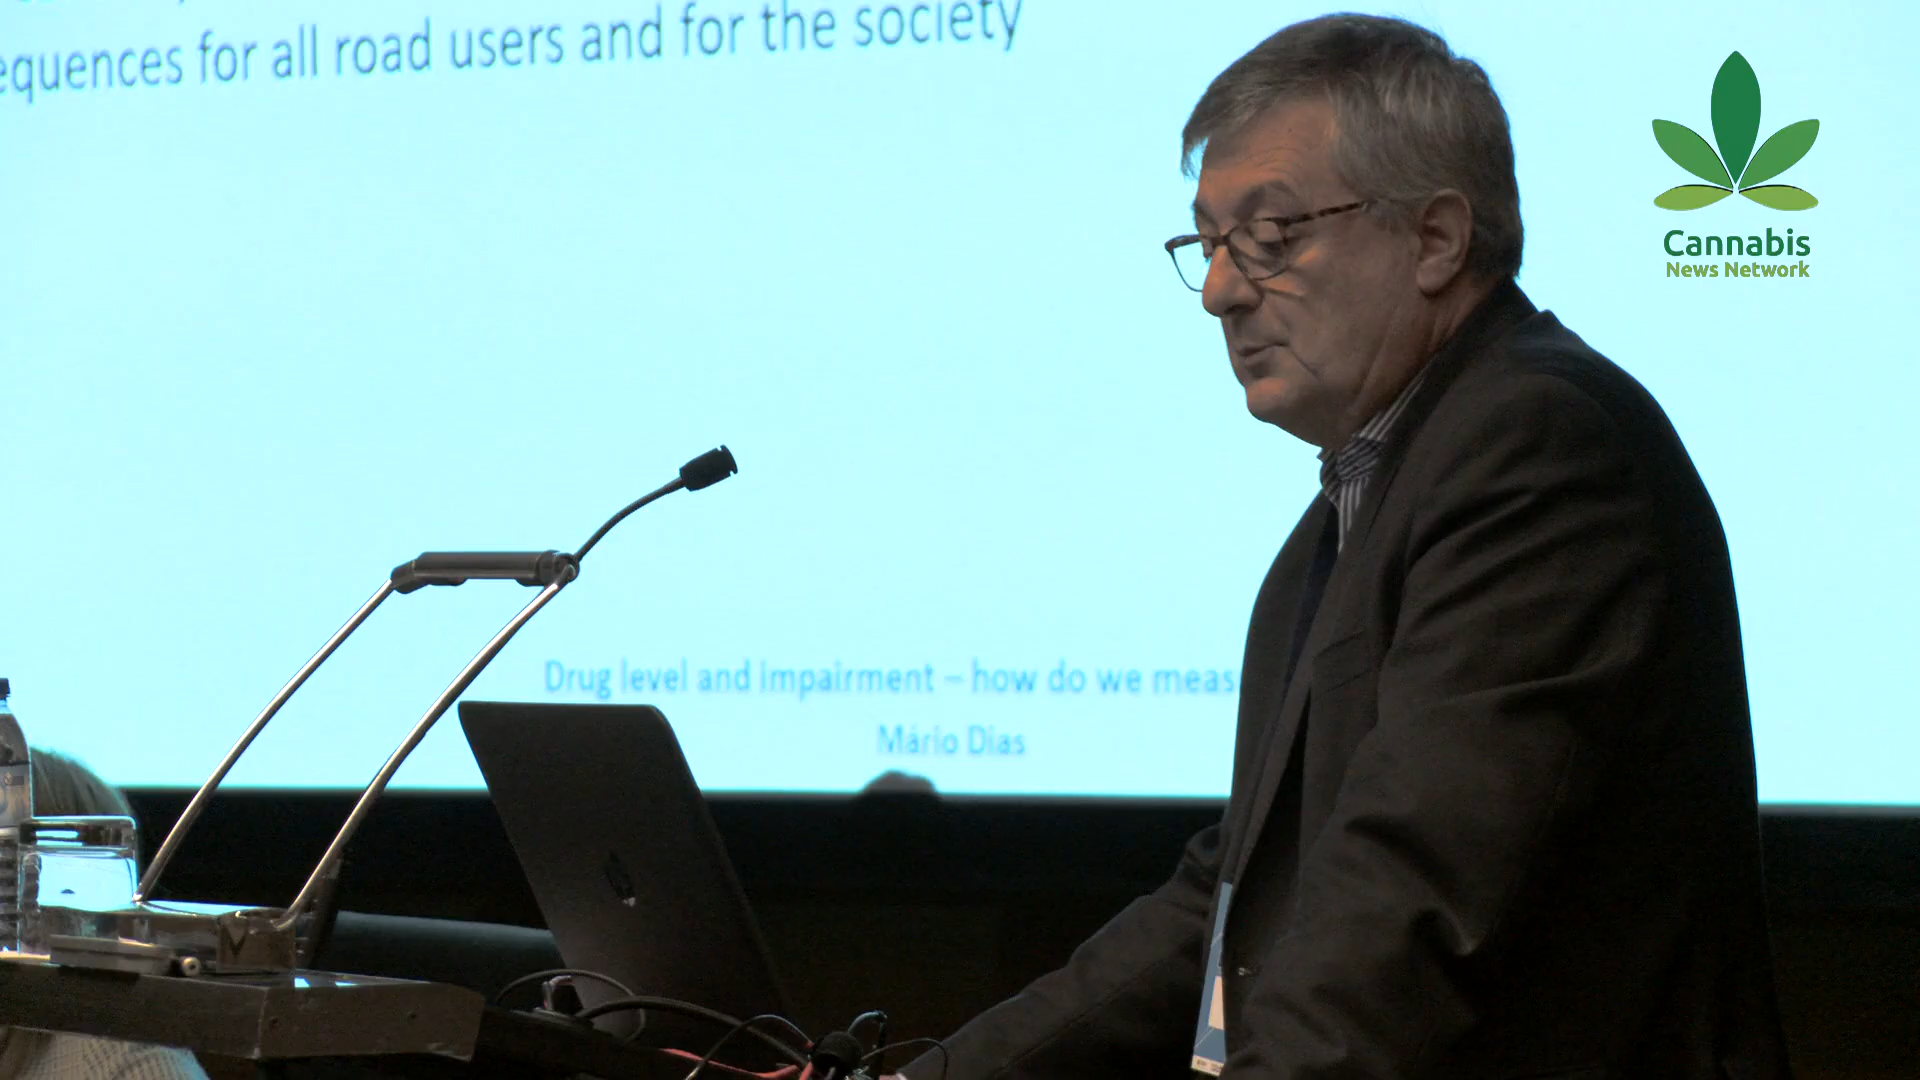 equences for all road users and for the society
Cannabis
News Network
Drug level and impairment – how do we meas
Mário Dias